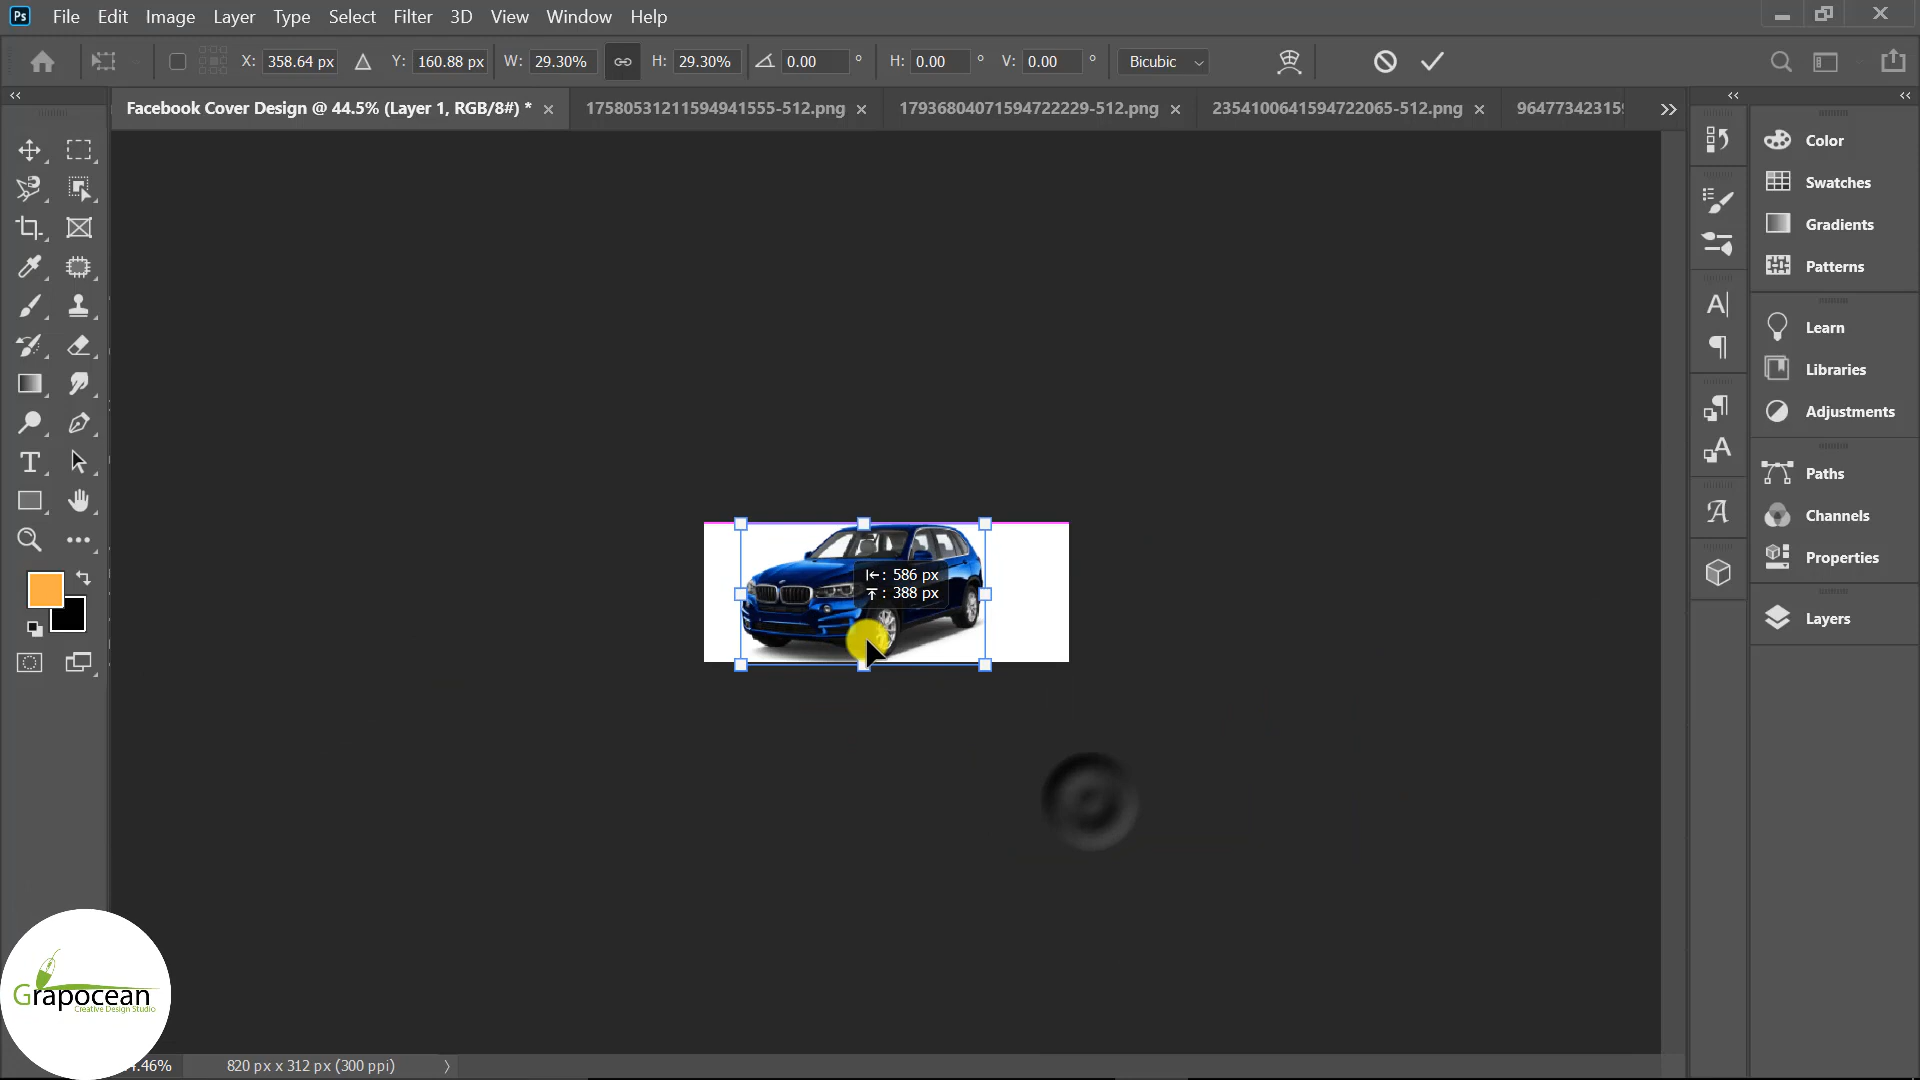 Ps File Edit Image Layer Type Select Filter 3D View Window Help
X: 358.64 px Y: 160.88 px W: 29.30% H: 29.30% 0.00 ° H: 0.00 ° V: 0.00 ° Bicubic
Facebook Cover Design @ 44.5% (Layer 1, RGB/8#) * × 17580531211594941555-512.png × 17936804071594722229-512.png × 2354100641594722065-512.png ×
Color
Swatches
Gradients
Patterns
Learn
Libraries
Adjustments
Paths
Channels
Properties
Layers
: 586 px
: 388 px
Grapocean
Creative Design Studio
820 px x 312 px (300 ppi)